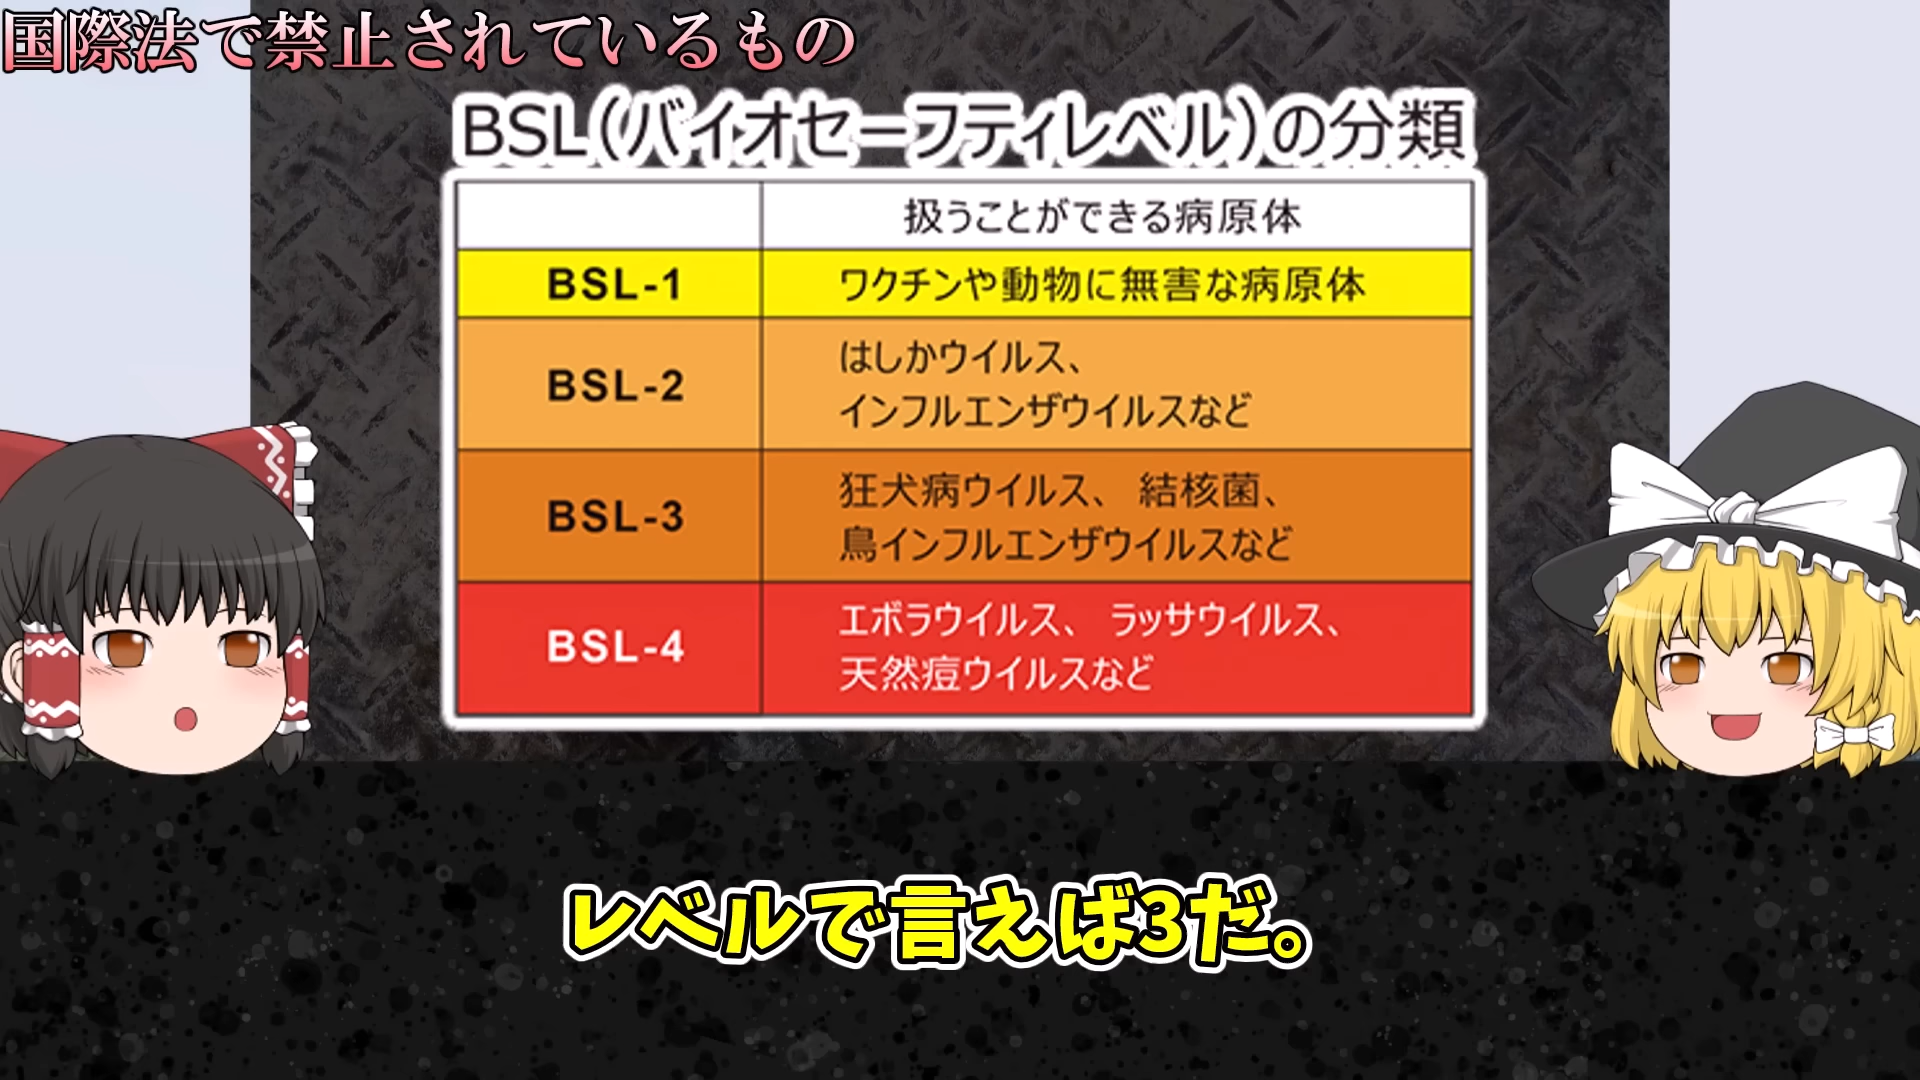 国際法で禁止されているもの
BSL(バイオセーフティレベル)の分類
扱うことができる病原体
BSL-1
ワクチンや動物に無害な病原体
BSL-2
はしかウイルス、
インフルエンザウイルスなど
BSL-3
狂犬病ウイルス、 結核菌、
鳥インフルエンザウイルスなど
BSL-4
エボラウイルス、 ラッサウイルス、
天然痘ウイルスなど
レベルで言えば3だ。